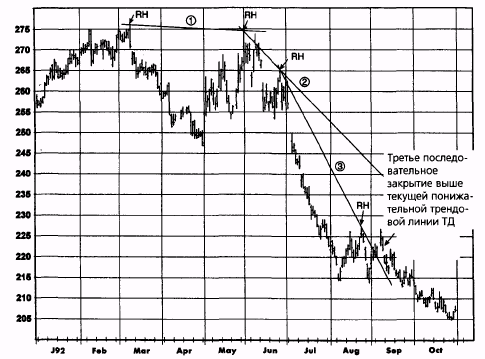 RH
①
RH
RH
②
③
RH
Третье последо-
вательное
закрытие выше
текущей понижа-
тельной трендо-
вой линии ТД
275
270
265
260
255
250
245
240
235
230
225
220
215
210
205
J92 Feb Mar Apr May Jun Jul Aug Sep Oct